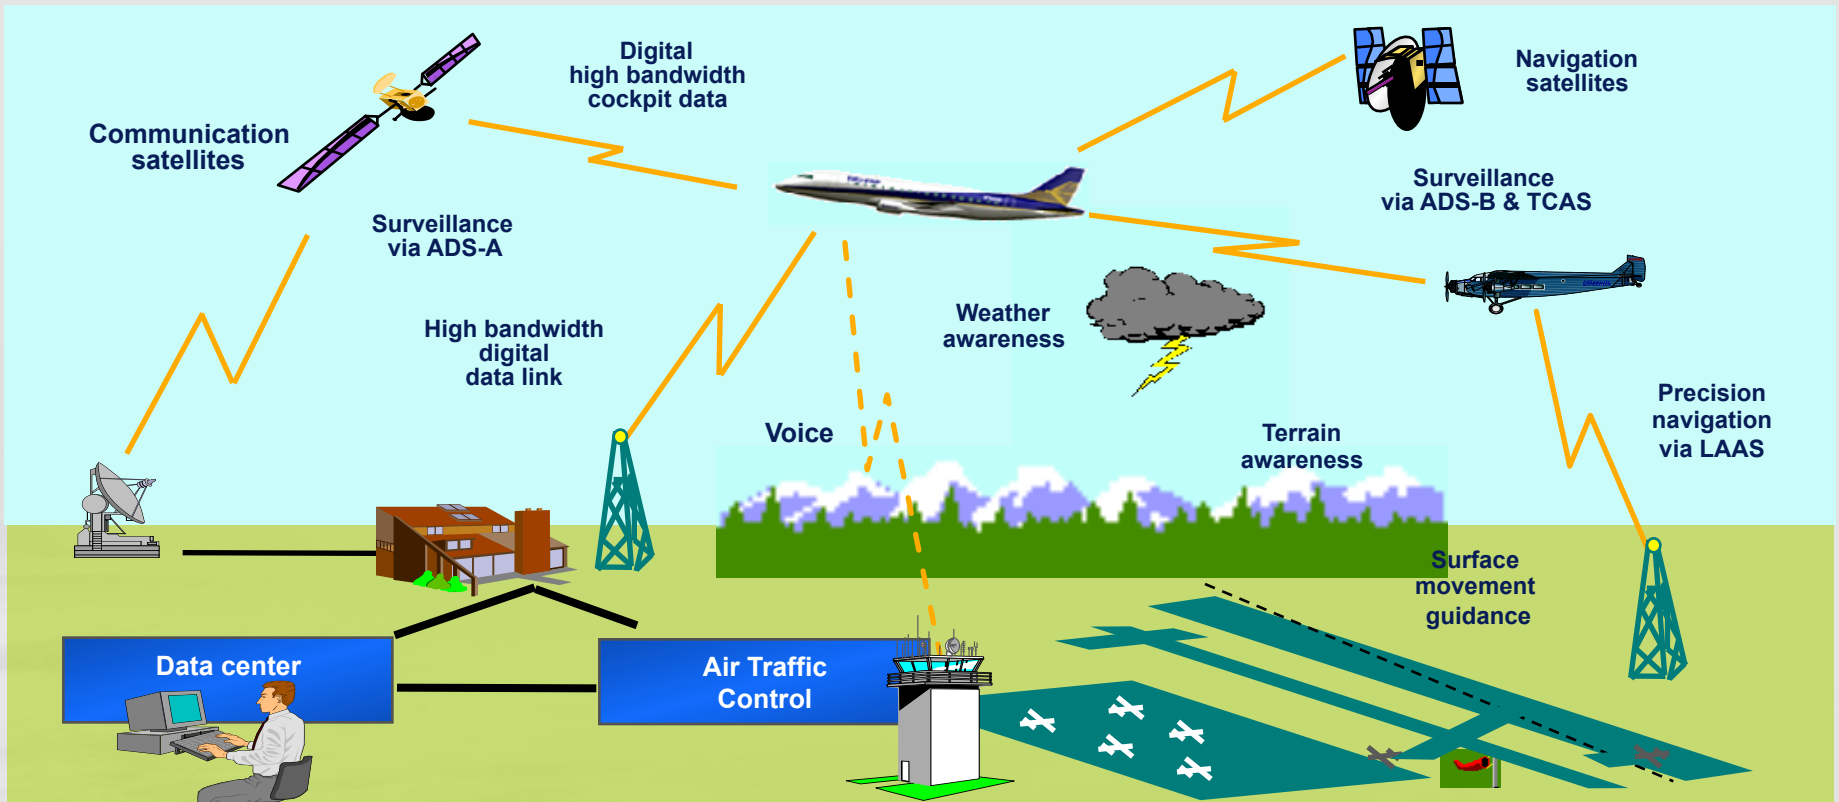 Digital
high bandwidth
cockpit data
Navigation
satellites
Communication
satellites
Surveillance
via ADS-B & TCAS
Surveillance
via ADS-A
Weather
awareness
High bandwidth
digital
data link
Precision
navigation
via LAAS
Voice
Terrain
awareness
Surface
movement
guidance
Data center
Air Traffic
Control